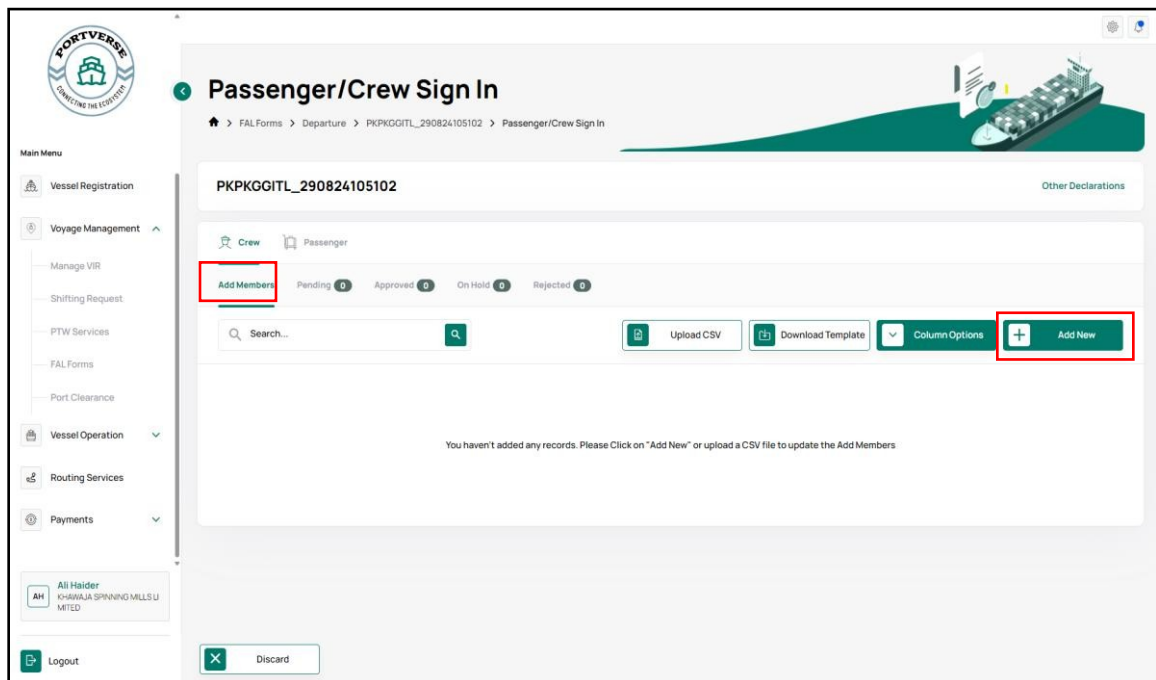 PORTVERSE
CONNECTING THE ECOSYSTEM
Passenger/Crew Sign In
> FAL Forms > Departure > PKPKGGITL_290824105102 > Passenger/Crew Sign In
Main Menu
Vessel Registration
Voyage Management
Manage VIR
Shifting Request
PTW Services
FAL Forms
Port Clearance
Vessel Operation
Routing Services
Payments
AH
Ali Haider
KHAWAJA SPINNING MILLS LI
MITED
Logout
PKPKGGITL_290824105102 Other Declarations
Crew Passenger
Add Members Pending 0 Approved 0 On Hold 0 Rejected 0
Search... Upload CSV Download Template Column Options Add New
You haven't added any records. Please Click on "Add New" or upload a CSV file to update the Add Members
Discard